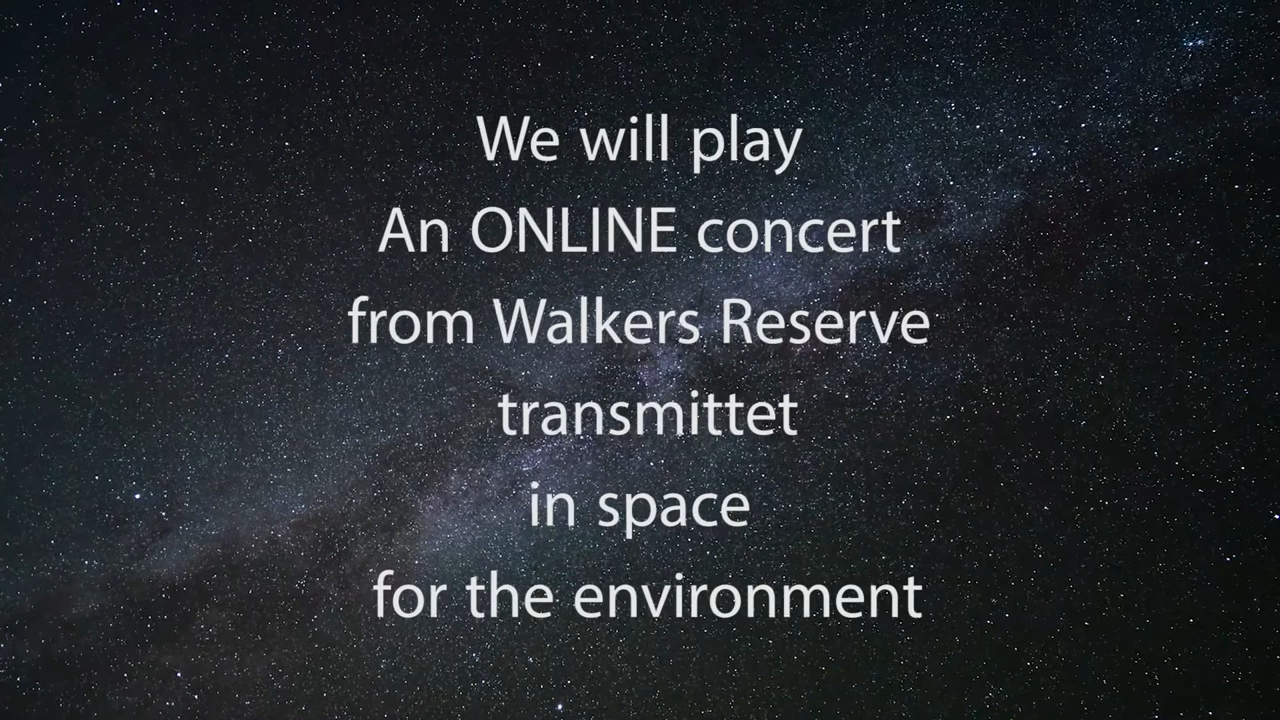 We will play
An ONLINE concert
from Walkers Reserve
transmittet
in space
for the environment